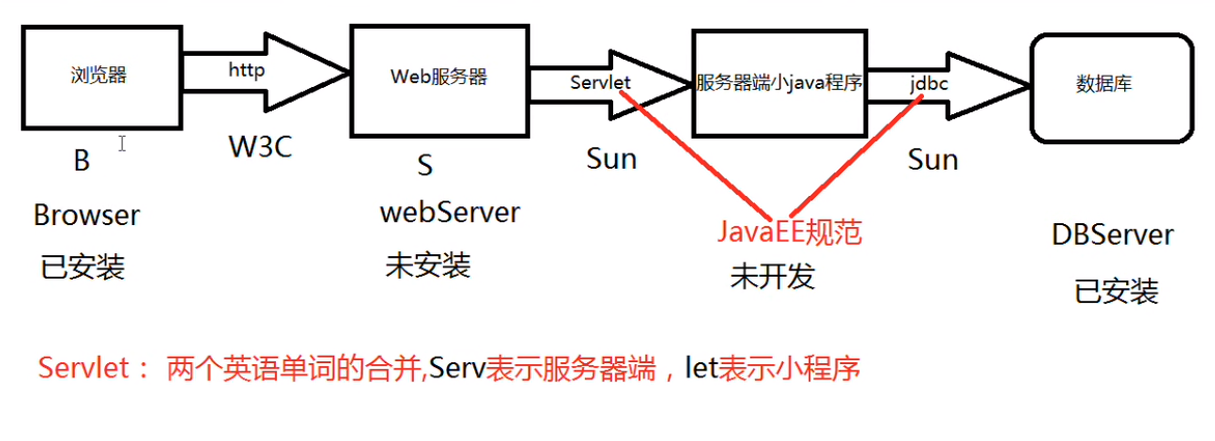 浏览器
http
Web服务器
Servlet
服务器端小java程序
jdbc
数据库
B
W3C
S
Sun
Sun
Browser
webServer
JavaEE规范
DBServer
已安装
未安装
未开发
已安装
Servlet： 两个英语单词的合并,Serv表示服务器端，let表示小程序